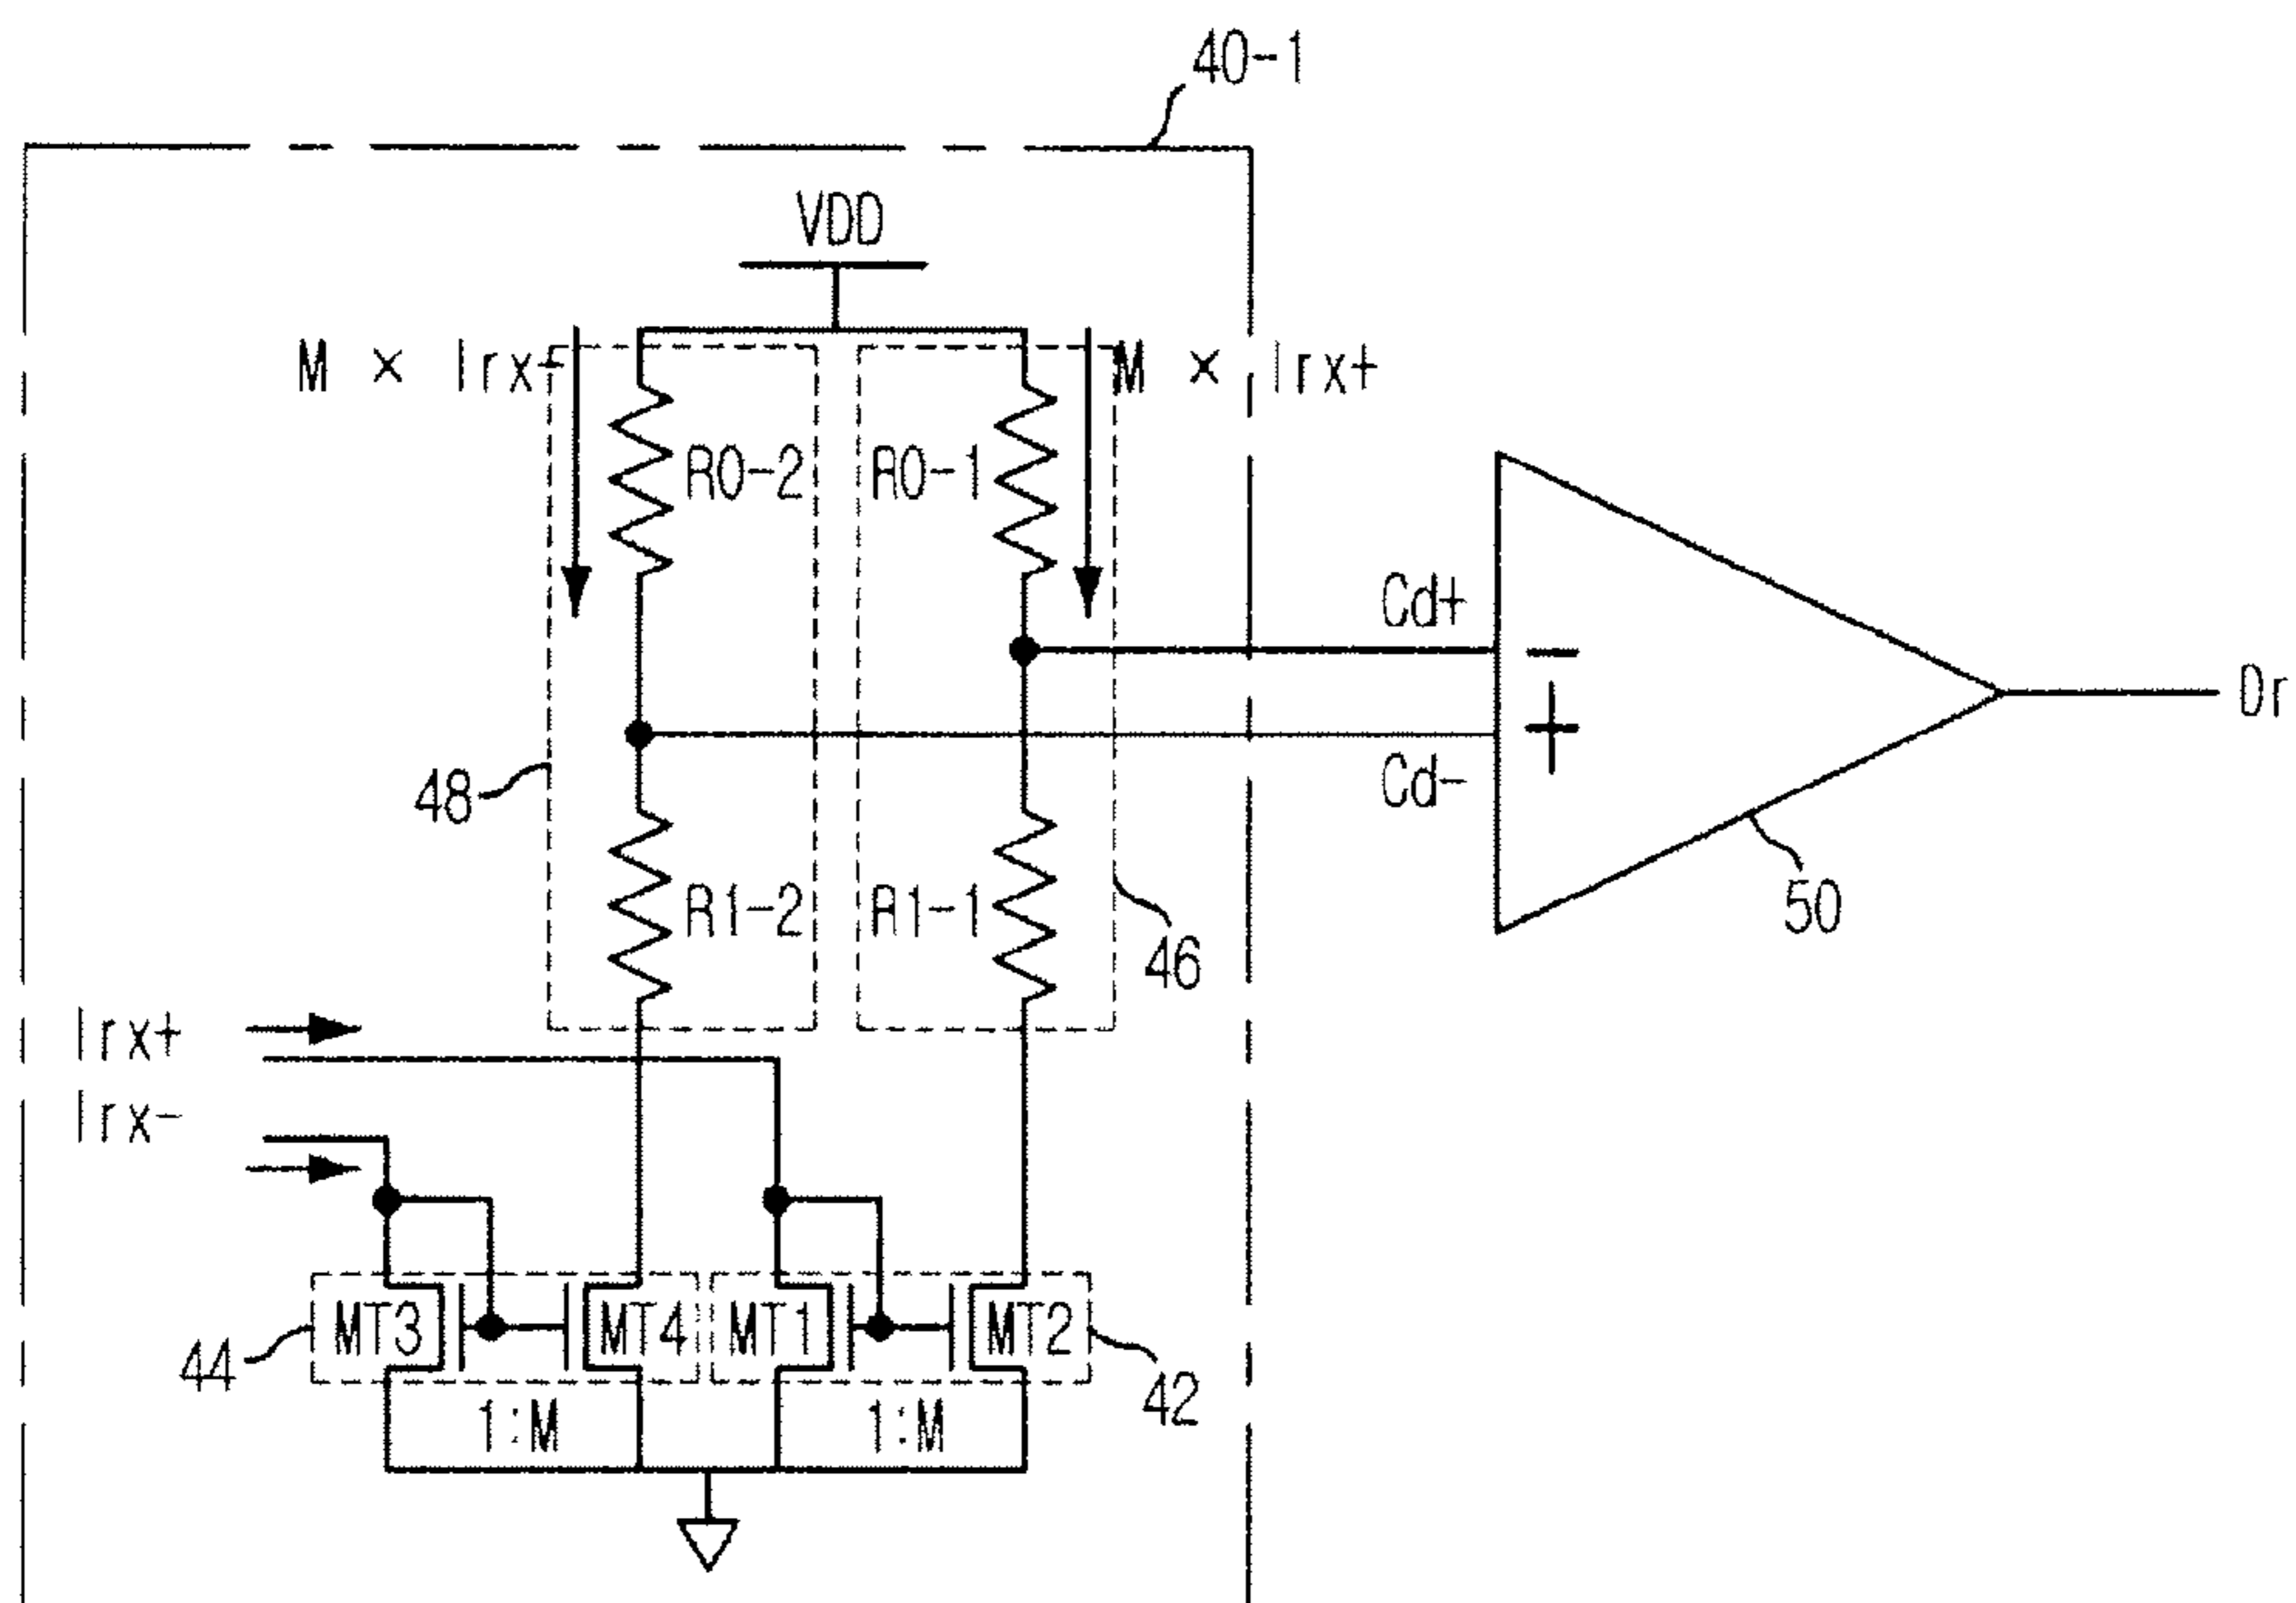 40-1
VDD
M × Irx-
M × Irx+
R0-2
R0-1
Cd+
−
+
Cd-
Dr
48
R1-2
R1-1
46
50
Irx+
Irx-
MT3
MT4
MT1
MT2
44
1:M
1:M
42